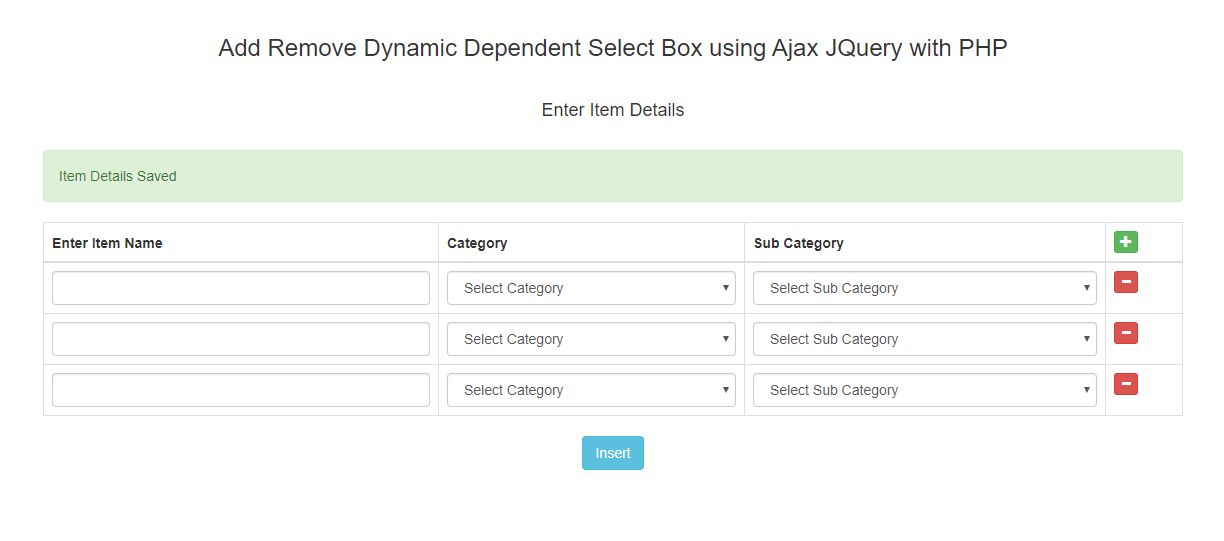 Add Remove Dynamic Dependent Select Box using Ajax JQuery with PHP
Enter Item Details
Item Details Saved
Enter Item Name Category Sub Category
Select Category Select Sub Category
Select Category Select Sub Category
Select Category Select Sub Category
Insert